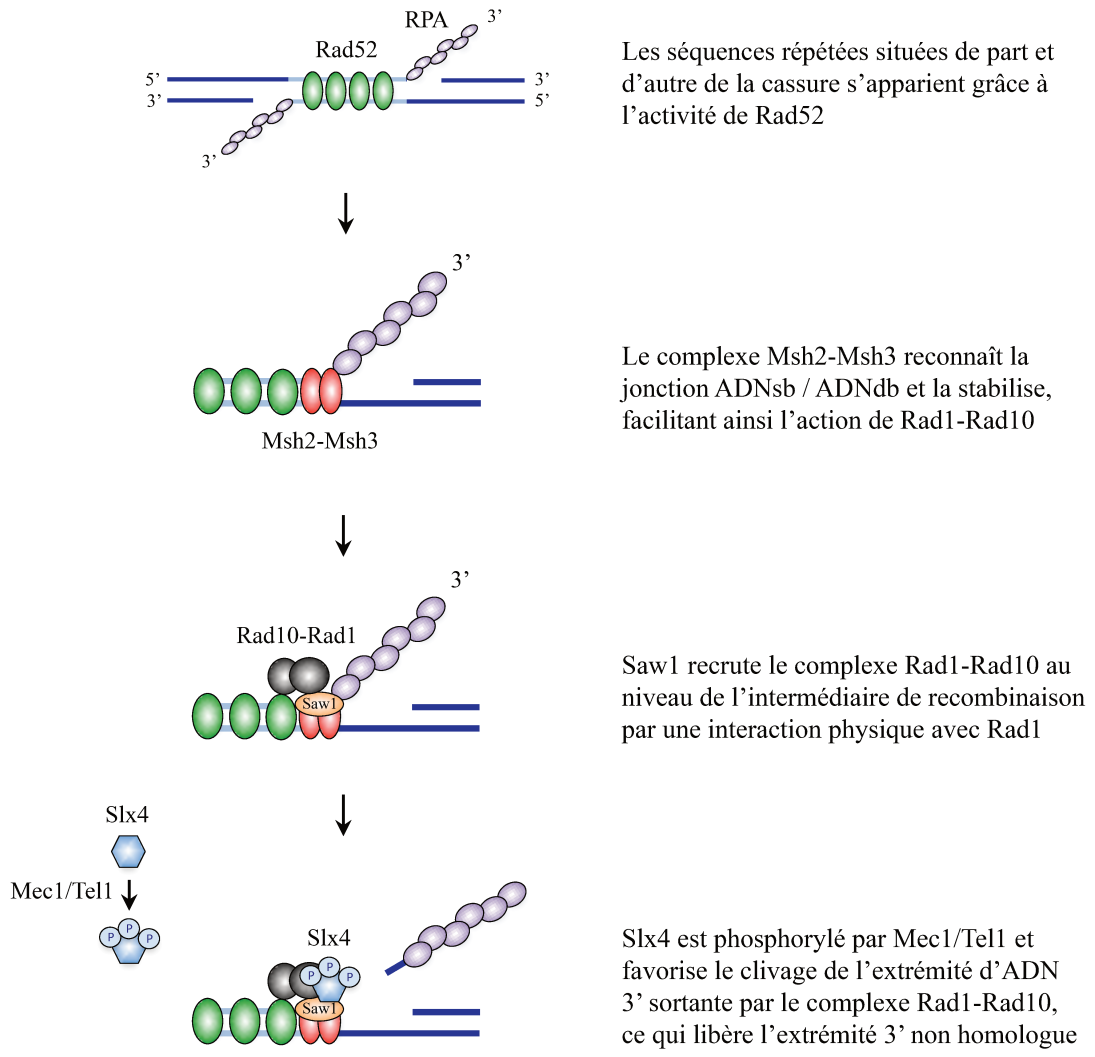 RPA
3’
Rad52
5’
3’
3’
5’
3’
Les séquences répétées situées de part et
d’autre de la cassure s’apparient grâce à
l’activité de Rad52
3’
Msh2-Msh3
Le complexe Msh2-Msh3 reconnaît la
jonction ADNsb / ADNdb et la stabilise,
facilitant ainsi l’action de Rad1-Rad10
3’
Rad10-Rad1
Saw1
Saw1 recrute le complexe Rad1-Rad10 au
niveau de l’intermédiaire de recombinaison
par une interaction physique avec Rad1
Slx4
Mec1/Tel1
P
P
P
Slx4
P
P
P
Saw1
Slx4 est phosphorylé par Mec1/Tel1 et
favorise le clivage de l’extrémité d’ADN
3’ sortante par le complexe Rad1-Rad10,
ce qui libère l’extrémité 3’ non homologue